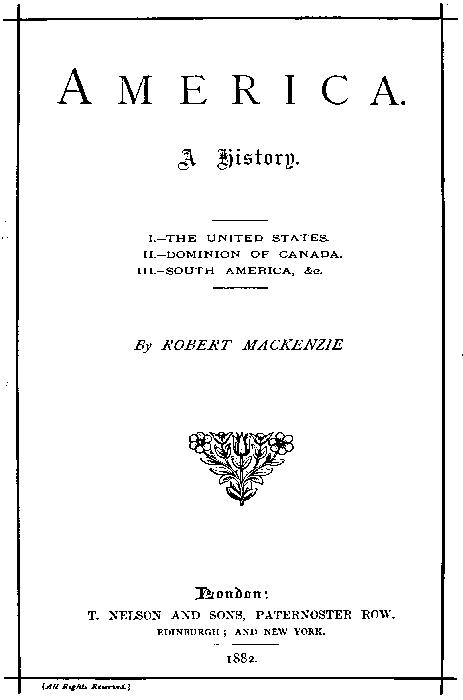 AMERICA.
A History.
I.—THE UNITED STATES.
II.—DOMINION OF CANADA.
III.—SOUTH AMERICA, &c.
By ROBERT MACKENZIE
London:
T. NELSON AND SONS, PATERNOSTER ROW.
EDINBURGH; AND NEW YORK.
1882.
[All Rights Reserved.]